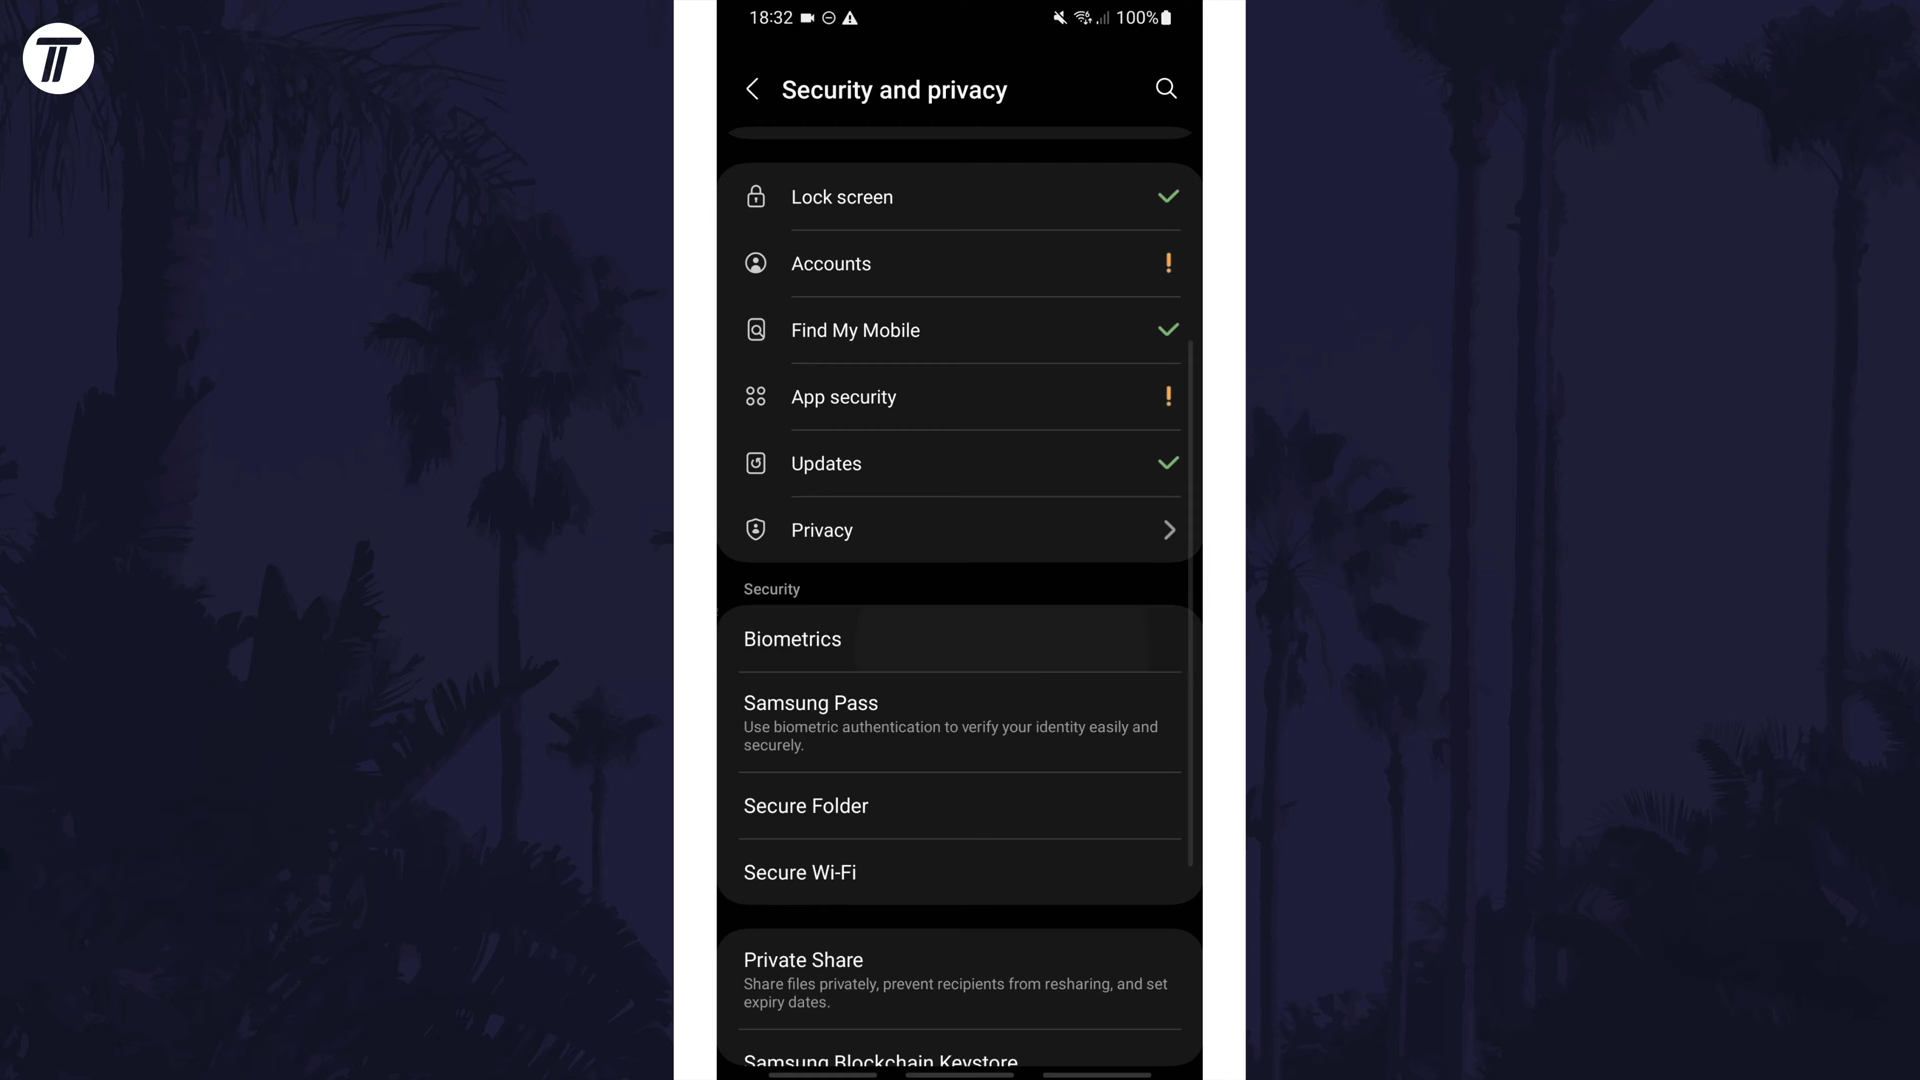 18:32
100%
Security and privacy
Lock screen
Accounts
Find My Mobile
App security
Updates
Privacy
Security
Biometrics
Samsung Pass
Use biometric authentication to verify your identity easily and
securely.
Secure Folder
Secure Wi-Fi
Private Share
Share files privately, prevent recipients from resharing, and set
expiry dates.
Samsung Blockchain Keystore